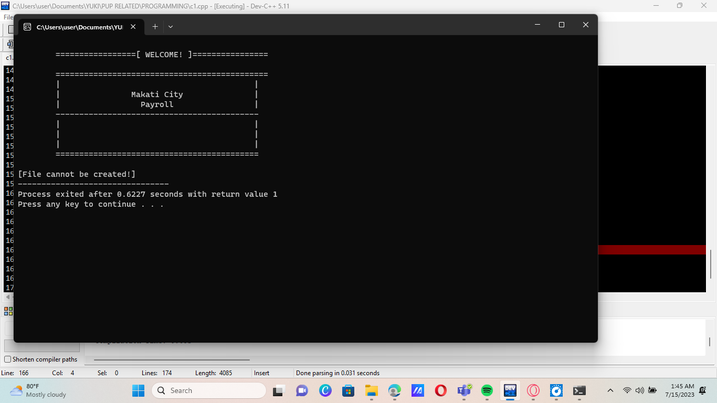 C:\Users\user\Documents\YUKI\PUP RELATED\PROGRAMMING\c1.cpp - [Executing] - Dev-C++ 5.11
File
C:\Users\user\Documents\YUKI
=================[ WELCOME! ]================
=============================================
Makati City
Payroll
-------------------------------------------
===========================================
[File cannot be created!]
--------------------------------
Process exited after 0.6227 seconds with return value 1
Press any key to continue . . .
Shorten compiler paths
Line: 166 Col: 4 Sel: 0 Lines: 174 Length: 4085 Insert Done parsing in 0.031 seconds
80°F
Mostly cloudy
Search
1:45 AM
7/15/2023